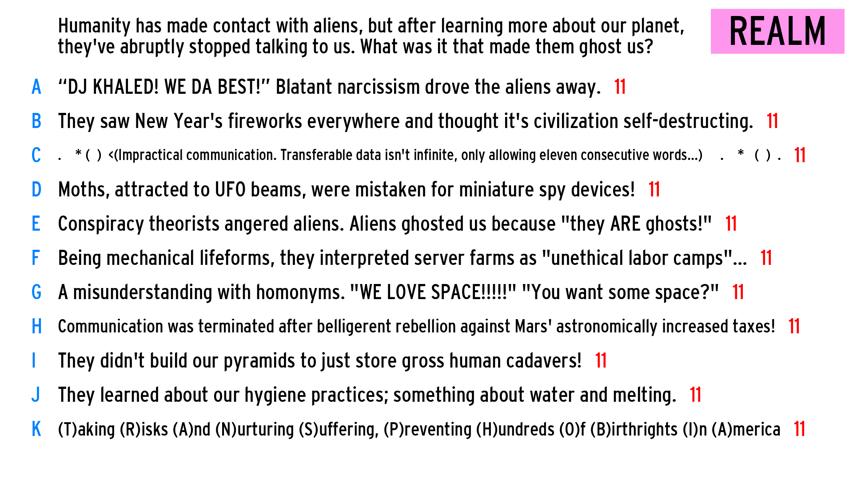 Humanity has made contact with aliens, but after learning more about our planet,
they've abruptly stopped talking to us. What was it that made them ghost us?
REALM
A “DJ KHALED! WE DA BEST!” Blatant narcissism drove the aliens away. 11
B They saw New Year's fireworks everywhere and thought it's civilization self-destructing. 11
C . * ( ) <(Impractical communication. Transferable data isn't infinite, only allowing eleven consecutive words...) . * ( ) . 11
D Moths, attracted to UFO beams, were mistaken for miniature spy devices! 11
E Conspiracy theorists angered aliens. Aliens ghosted us because "they ARE ghosts!" 11
F Being mechanical lifeforms, they interpreted server farms as "unethical labor camps"... 11
G A misunderstanding with homonyms. "WE LOVE SPACE!!!!!" "You want some space?" 11
H Communication was terminated after belligerent rebellion against Mars' astronomically increased taxes! 11
I They didn't build our pyramids to just store gross human cadavers! 11
J They learned about our hygiene practices; something about water and melting. 11
K (T)aking (R)isks (A)nd (N)urturing (S)uffering, (P)reventing (H)undreds (O)f (B)irthrights (I)n (A)merica 11